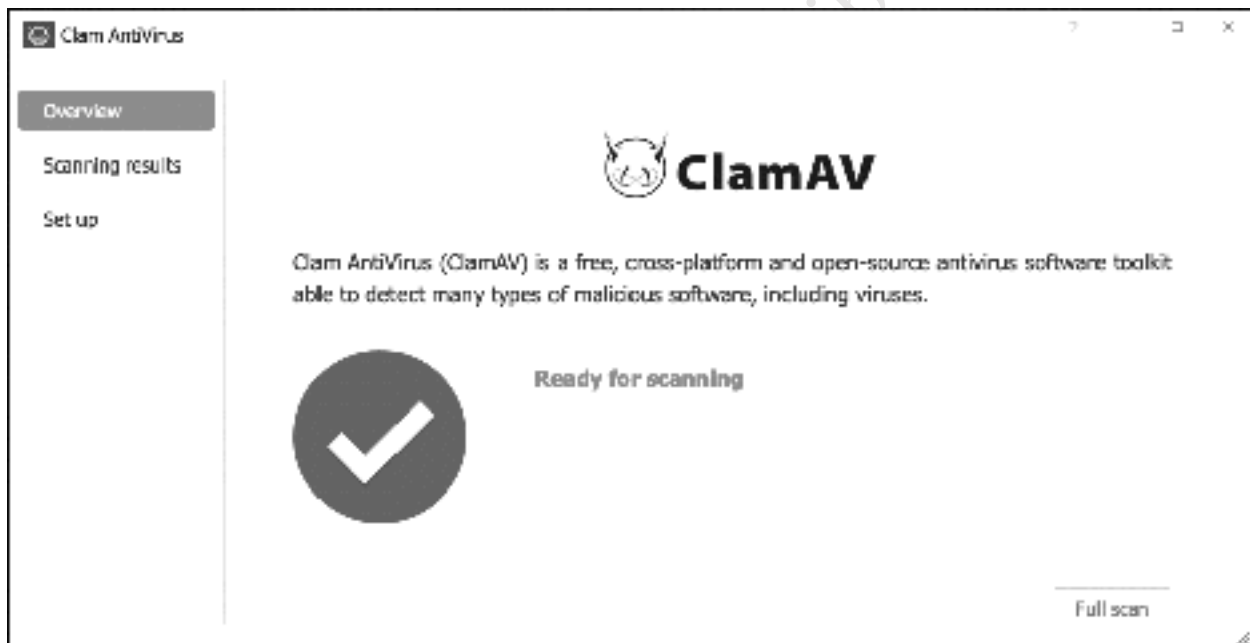 Clam AntiVirus
Overview
Scanning results
Set up
ClamAV
Clam AntiVirus (ClamAV) is a free, cross-platform and open-source antivirus software toolkit
able to detect many types of malicious software, including viruses.
Ready for scanning
Full scan